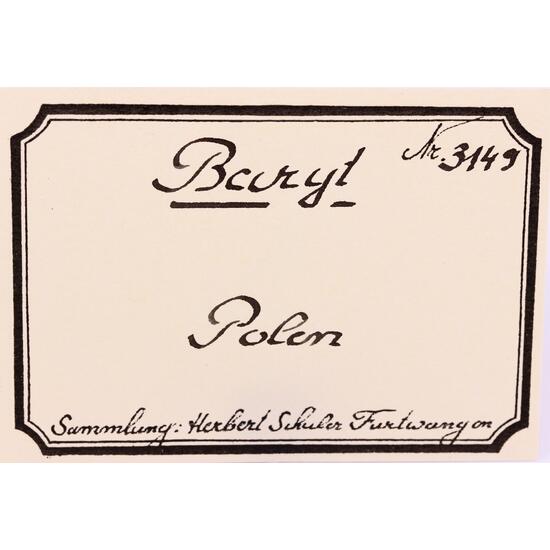 Nr. 3149
Baryt
Polen
Sammlung: Herbert Schuler Furtwangen